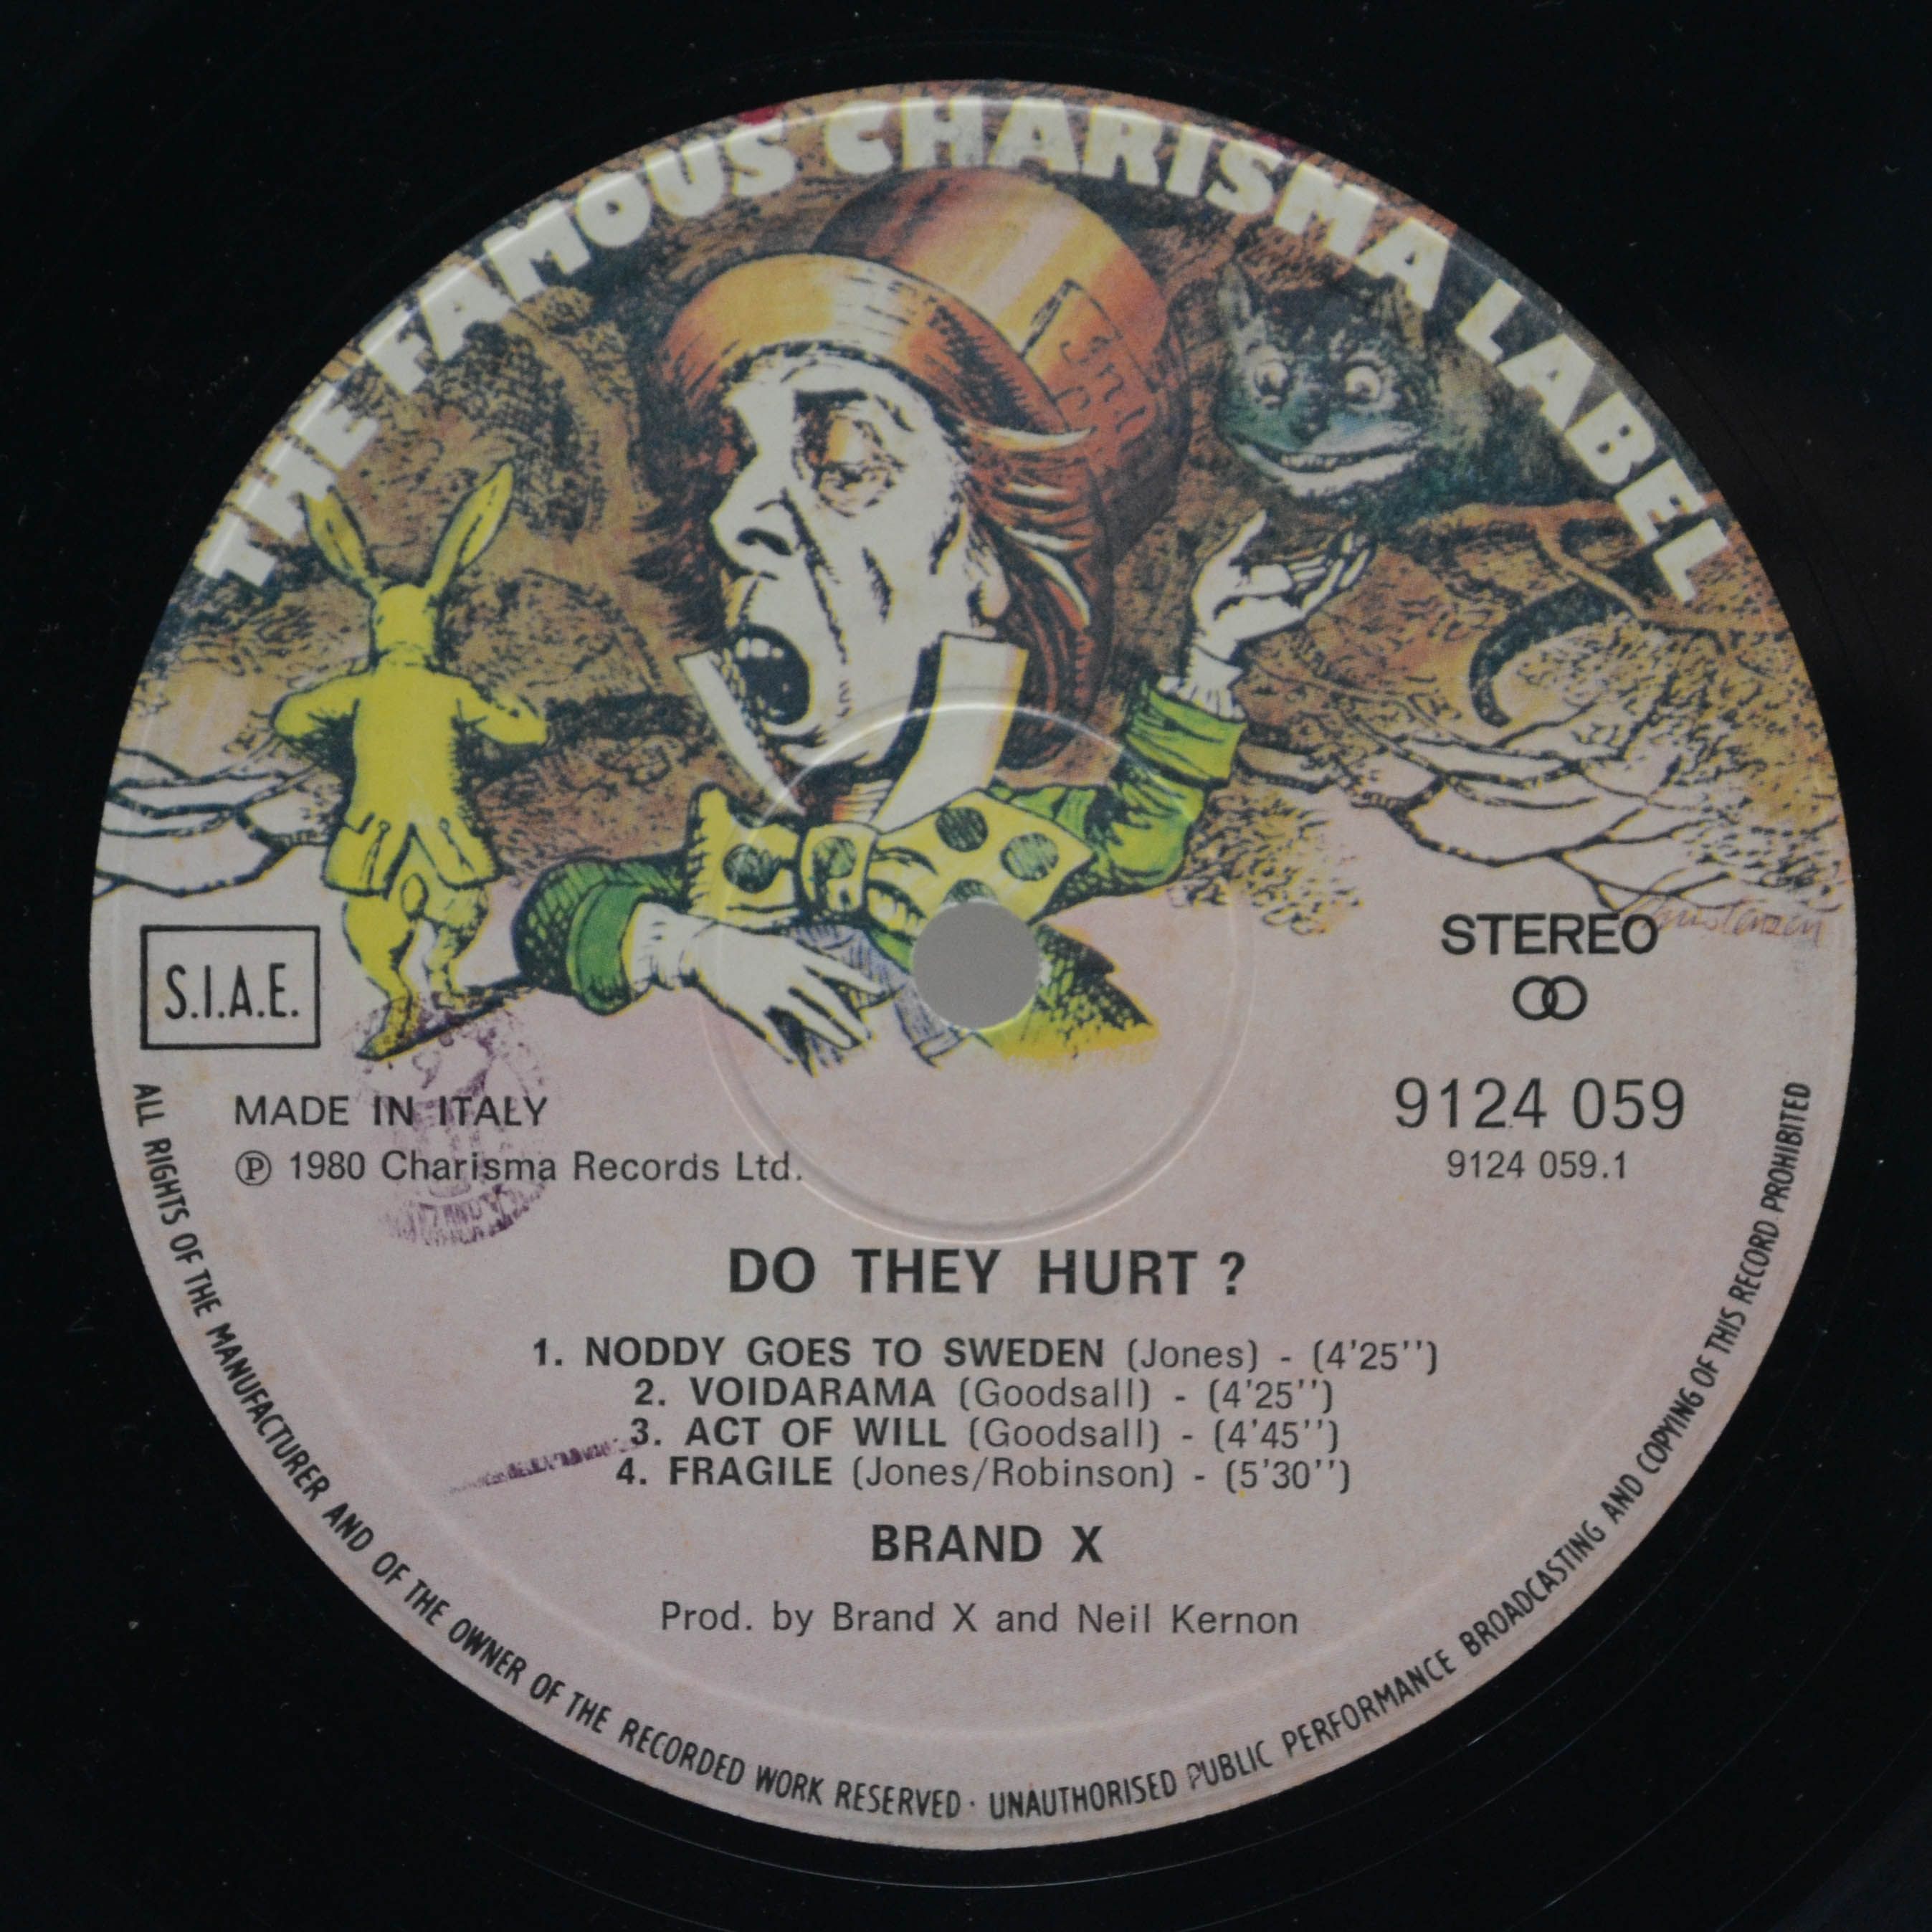 THE FAMOUS CHARISMA LABEL
S.I.A.E.
STEREO
MADE IN ITALY
9124 059
℗ 1980 Charisma Records Ltd.
9124 059.1
DO THEY HURT ?
1. NODDY GOES TO SWEDEN (Jones) - (4'25'')
2. VOIDARAMA (Goodsall) - (4'25'')
3. ACT OF WILL (Goodsall) - (4'45'')
4. FRAGILE (Jones/Robinson) - (5'30'')
BRAND X
Prod. by Brand X and Neil Kernon
ALL RIGHTS OF THE MANUFACTURER AND OF THE OWNER OF THE RECORDED WORK RESERVED · UNAUTHORISED PUBLIC PERFORMANCE BROADCASTING AND COPYING OF THIS RECORD PROHIBITED